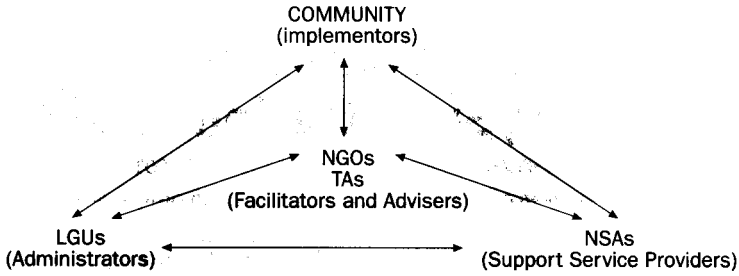 COMMUNITY
(implementors)
NGOs
TAs
(Facilitators and Advisers)
LGUs
(Administrators)
NSAs
(Support Service Providers)